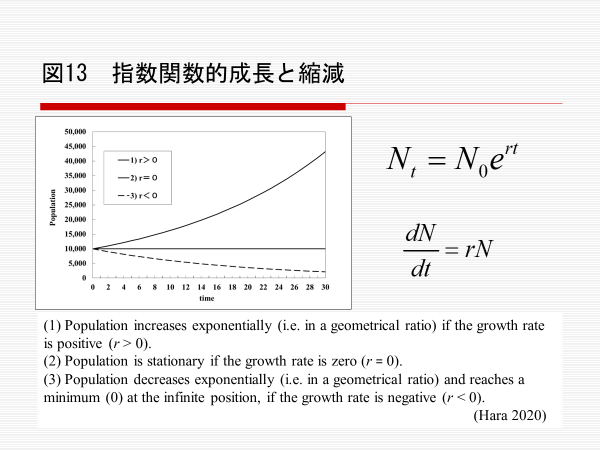 図13　指数関数的成長と縮減
50,000
45,000
40,000
35,000
30,000
25,000
20,000
15,000
10,000
5,000
0
Population
1) r＞０
2) r＝０
3) r＜０
0 2 4 6 8 10 12 14 16 18 20 22 24 26 28 30
time
Nₜ = N₀eʳᵗ
dN
dt
= rN
(1) Population increases exponentially (i.e. in a geometrical ratio) if the growth rate
is positive (r > 0).
(2) Population is stationary if the growth rate is zero (r = 0).
(3) Population decreases exponentially (i.e. in a geometrical ratio) and reaches a
minimum (0) at the infinite position, if the growth rate is negative (r < 0).
(Hara 2020)